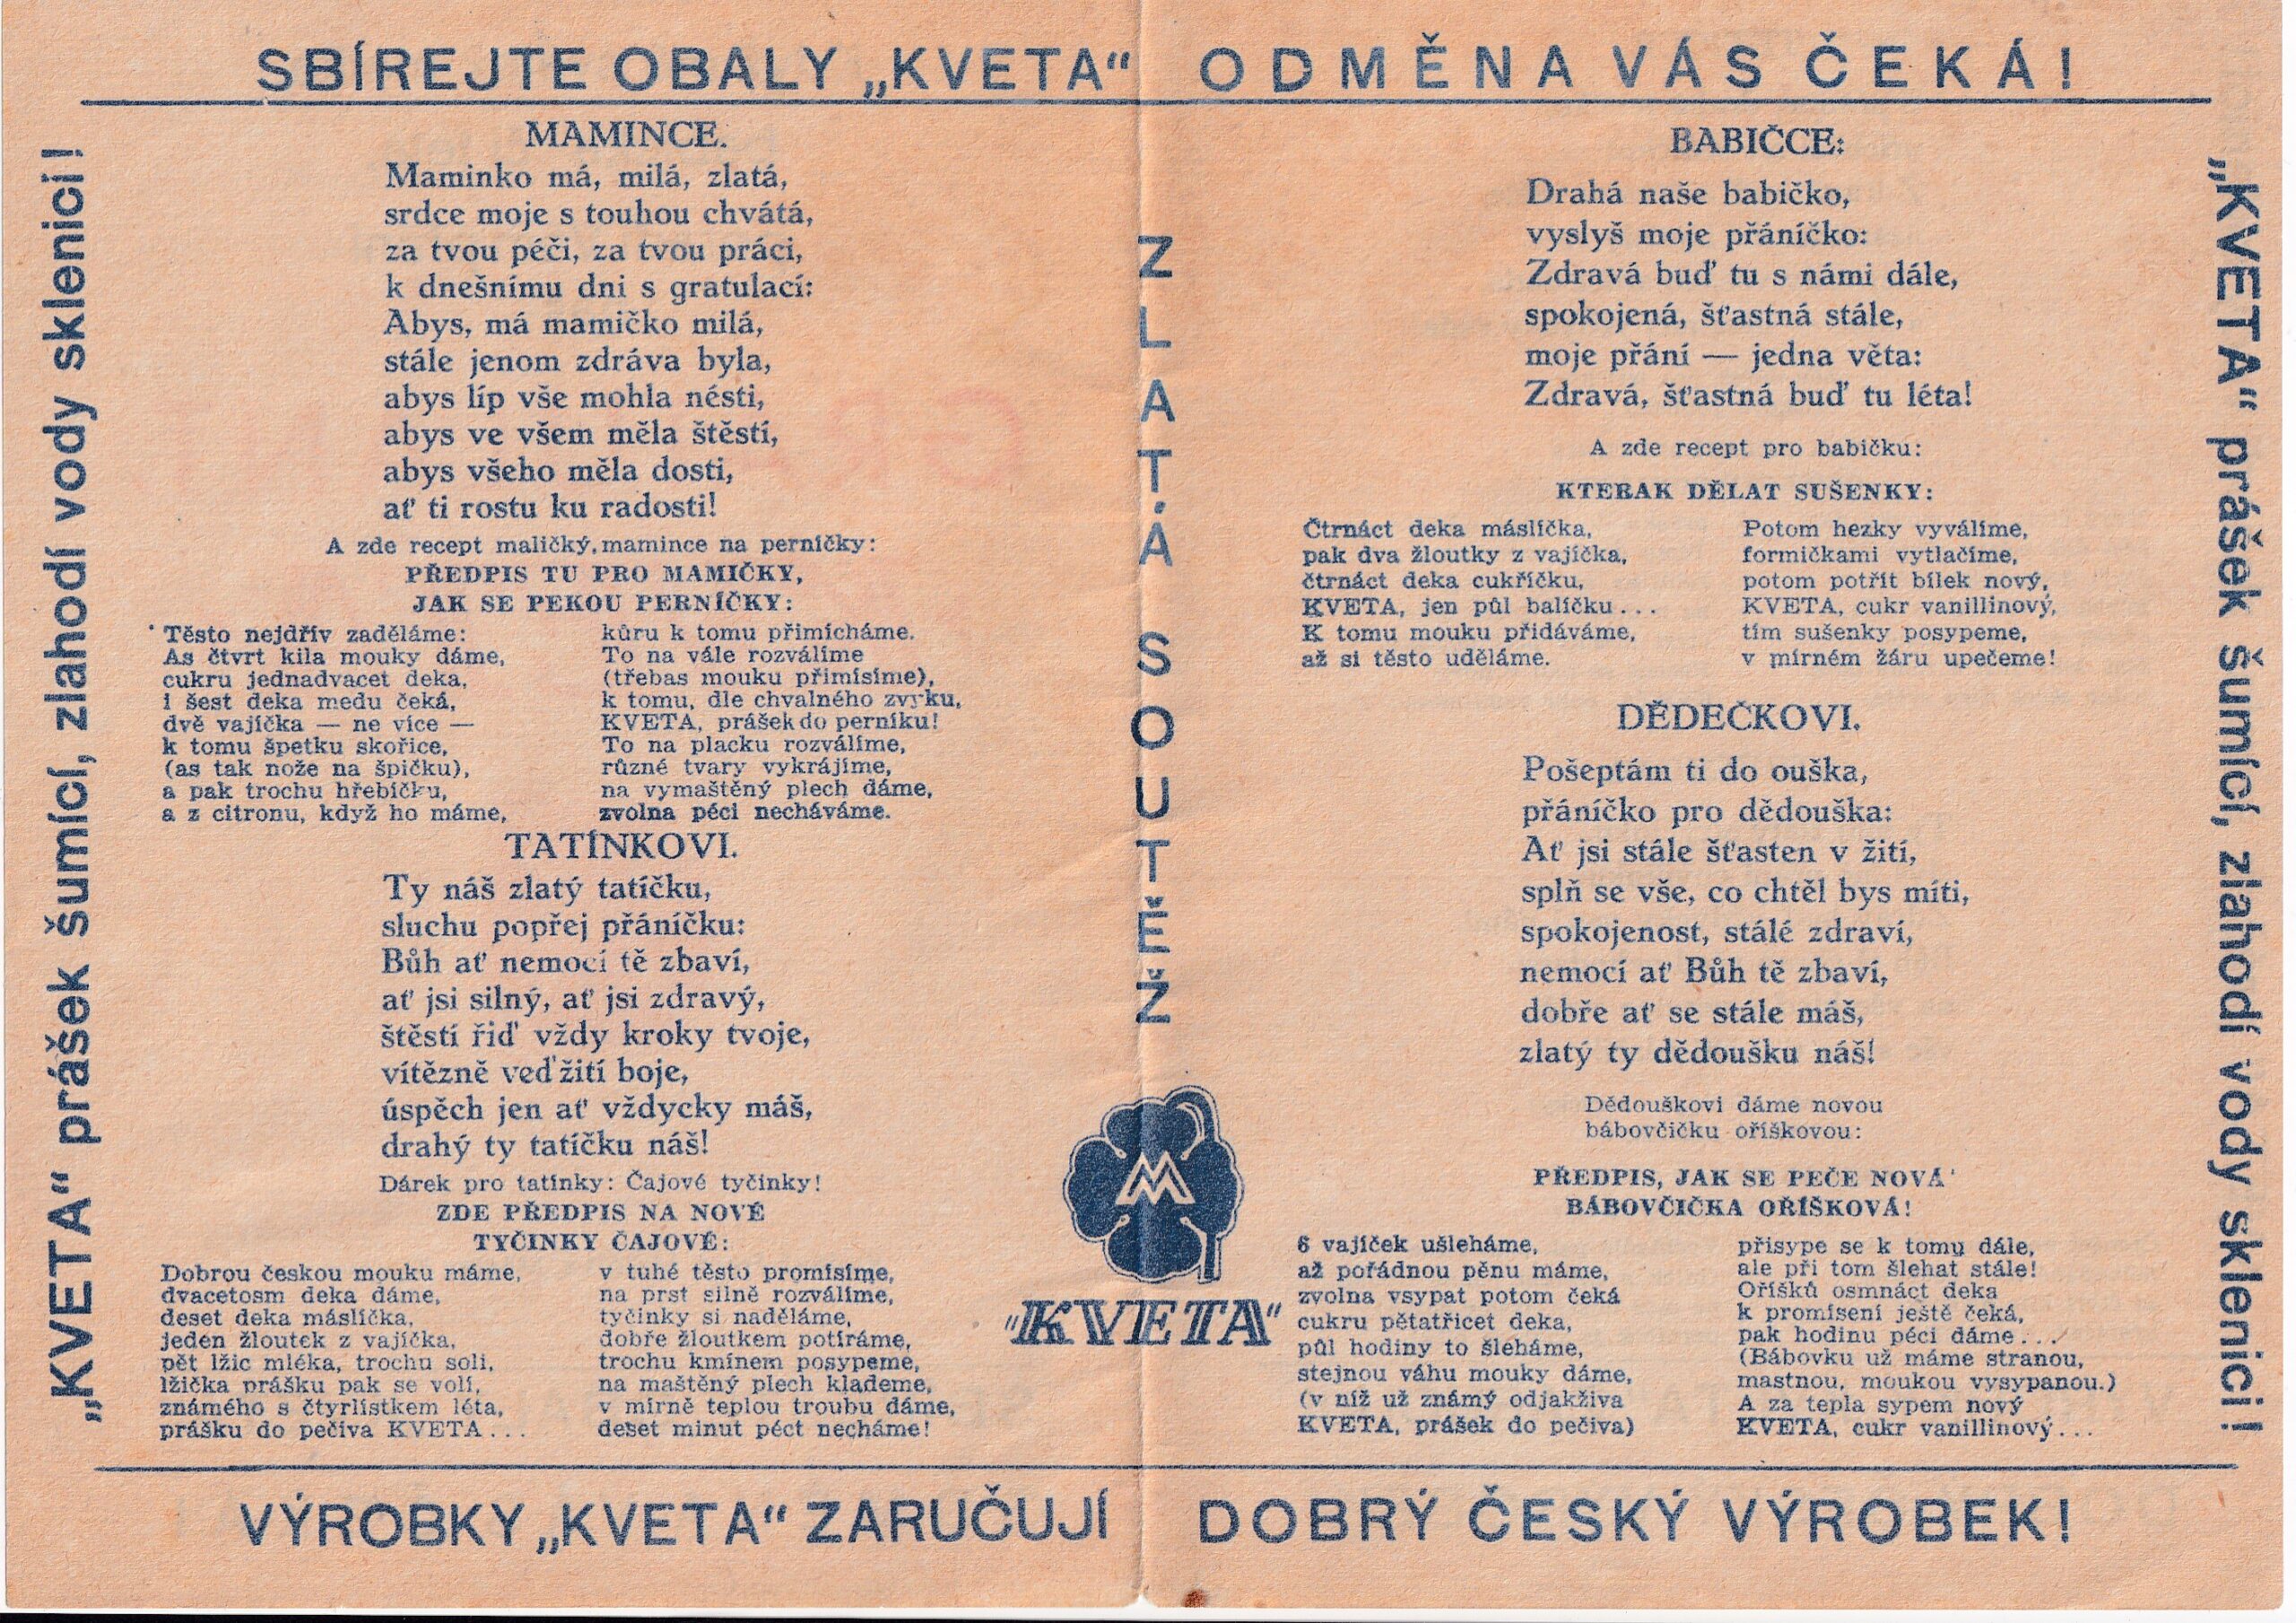 SBÍREJTE OBALY „KVETA“ ODMĚNA VÁS ČEKÁ!
„KVETA“ prášek šumící, zlahodí vody sklenici!
MAMINCE.
Maminko má, milá, zlatá,
srdce moje s touhou chvátá,
za tvou péči, za tvou práci,
k dnešnímu dni s gratulací:
Abys, má mamičko milá,
stále jenom zdráva byla,
abys líp vše mohla nésti,
abys ve všem měla štěstí,
abys všeho měla dosti,
ať ti rostu ku radosti!
A zde recept maličký, mamince na perníčky:
PŘEDPIS TU PRO MAMIČKY,
JAK SE PEKOU PERNÍČKY:
Těsto nejdřív zaděláme:
As čtvrt kila mouky dáme,
cukru jednadvacet deka,
i šest deka medu čeká,
dvě vajíčka — ne více —
k tomu špetku skořice,
(as tak nože na špičku),
a pak trochu hřebíčku,
a z citronu, když ho máme,
kůru k tomu přimícháme.
To na vále rozválíme
(třebas mouku přimísíme),
k tomu, dle chvalného zvyku,
KVETA, prášek do perníku!
To na placku rozválíme,
různé tvary vykrájíme,
na vymaštěný plech dáme,
zvolna péci necháváme.
TATÍNKOVI.
Ty náš zlatý tatíčku,
sluchu popřej přáníčku:
Bůh ať nemocí tě zbaví,
ať jsi silný, ať jsi zdravý,
štěstí řiď vždy kroky tvoje,
vítězně veď žití boje,
úspěch jen ať vždycky máš,
drahý ty tatíčku náš!
Dárek pro tatínky: Čajové tyčinky!
ZDE PŘEDPIS NA NOVÉ
TYČINKY ČAJOVÉ:
Dobrou českou mouku máme,
dvacetosm deka dáme,
deset deka máslíčka,
jeden žloutek z vajíčka,
pět lžic mléka, trochu soli,
lžička prášku pak se volí,
známého s čtyrlístkem léta,
prášku do pečiva KVETA...
v tuhé těsto promísíme,
na prst silně rozválíme,
tyčinky si naděláme,
dobře žloutkem potíráme,
trochu kmínem posypeme,
na maštěný plech klademe,
v mírně teplou troubu dáme,
deset minut péct necháme!
ZLATÁ SOUTĚŽ
M
„KVETA“
BABIČCE:
Drahá naše babičko,
vyslyš moje přáníčko:
Zdravá buď tu s námi dále,
spokojená, šťastná stále,
moje přání — jedna věta:
Zdravá, šťastná buď tu léta!
A zde recept pro babičku:
KTERAK DĚLAT SUŠENKY:
Čtrnáct deka máslíčka,
pak dva žloutky z vajíčka,
čtrnáct deka cukříčku,
KVETA, jen půl balíčku...
K tomu mouku přidáváme,
až si těsto uděláme.
Potom hezky vyválíme,
formičkami vytlačíme,
potom potřít bílek nový,
KVETA, cukr vanillinový,
tím sušenky posypeme,
v mírném žáru upečeme!
DĚDEČKOVI.
Pošeptám ti do ouška,
přáníčko pro dědouška:
Ať jsi stále šťasten v žití,
splň se vše, co chtěl bys míti,
spokojenost, stálé zdraví,
nemocí ať Bůh tě zbaví,
dobře ať se stále máš,
zlatý ty dědoušku náš!
Dědouškovi dáme novou
bábovčičku oříškovou:
PŘEDPIS, JAK SE PEČE NOVÁ
BÁBOVČIČKA OŘÍŠKOVÁ!
6 vajíček ušleháme,
až pořádnou pěnu máme,
zvolna vsypat potom čeká
cukru pětatřicet deka,
půl hodiny to šleháme,
stejnou váhu mouky dáme,
(v níž už známý odjakživa
KVETA, prášek do pečiva)
přisype se k tomu dále,
ale při tom šlehat stále!
Oříšků osmnáct deka
k promísení ještě čeká,
pak hodinu péci dáme...
(Bábovku už máme stranou,
mastnou, moukou vysypanou.)
A za tepla sypem nový
KVETA, cukr vanillinový...
„KVETA“ prášek šumící, zlahodí vody sklenici!
VÝROBKY „KVETA“ ZARUČUJÍ DOBRÝ ČESKÝ VÝROBEK!